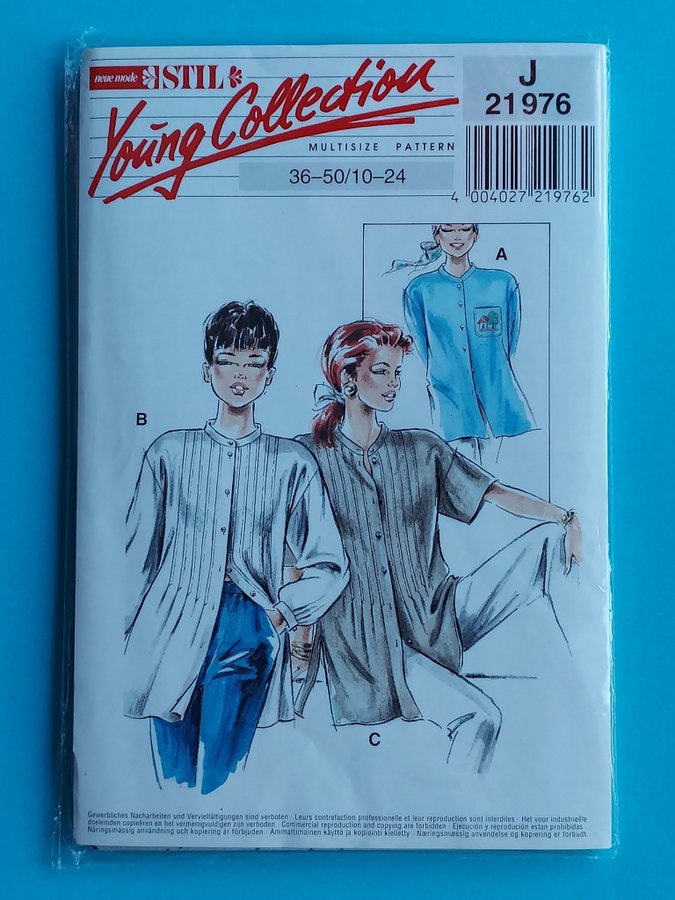 neue mode STIL
Young Collection
MULTISIZE PATTERN
36–50/10–24
J
21976
4 004027 219762
A
B
C
Gewerbliches Nacharbeiten und Vervielfältigungen sind verboten · Leurs contrefaction professionelle et leur reproduction sont interdites · Het voor industrieële
doeleinden copieëren en het vermenigvuldigen zijn verboden · Commercial reproduction and copying are forbidden · Ejecución y reprodución estan prohibidas
Näringsmässig användning och kopiering är förbjuden · Ammattimainen käyttö ja kopiointi kielletty · Næringsmæssig anvendelse og kopiering er forbudt.